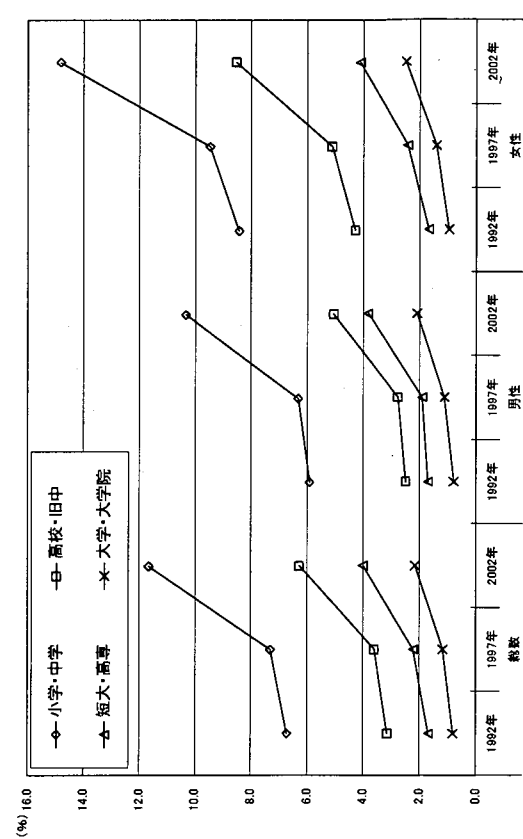 (%)
16.0
14.0
12.0
10.0
8.0
6.0
4.0
2.0
0.0
小学・中学
高校・旧中
短大・高専
大学・大学院
1992年
1997年
2002年
1992年
1997年
2002年
1992年
1997年
2002年
総数
男性
女性